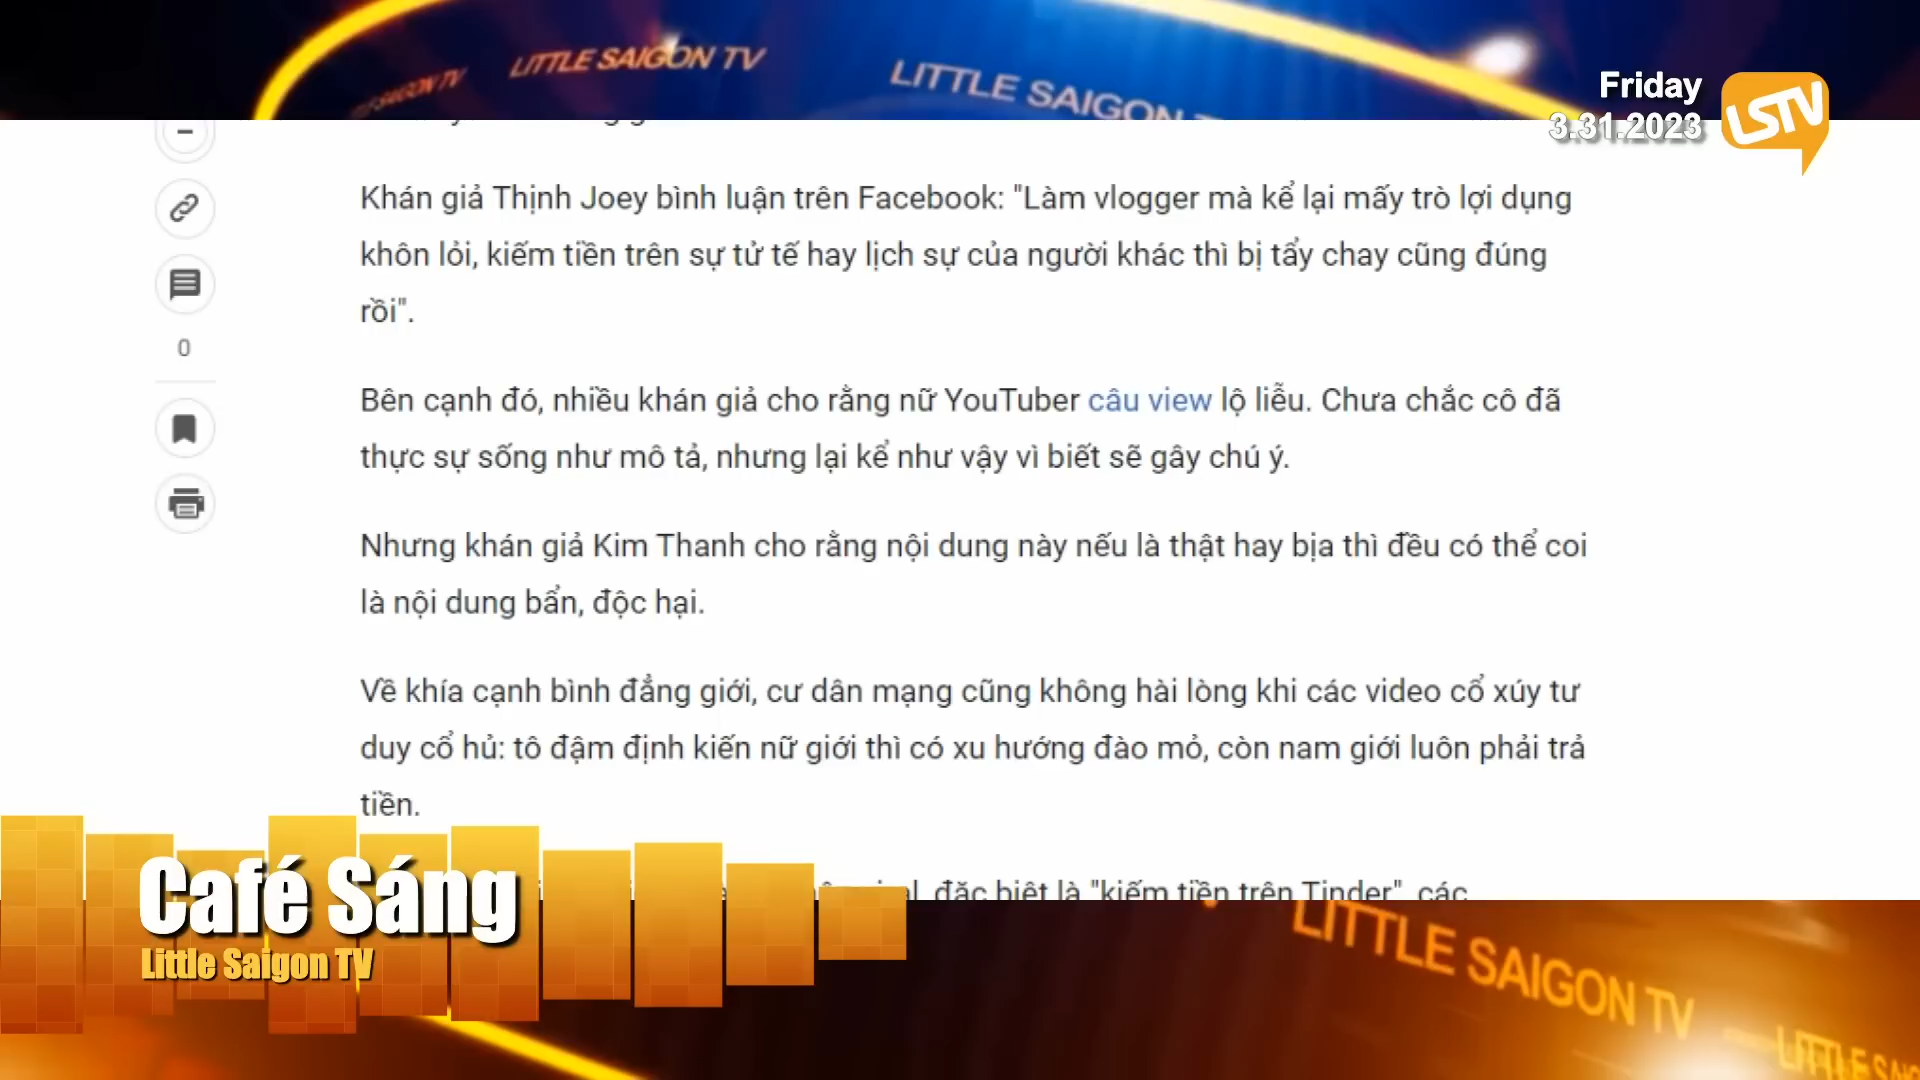 LITTLE SAIGON TV
LITTLE SAIGON TV
Friday
3.31.2023
LSTV
Khán giả Thịnh Joey bình luận trên Facebook: "Làm vlogger mà kể lại mấy trò lợi dụng
khôn lỏi, kiếm tiền trên sự tử tế hay lịch sự của người khác thì bị tẩy chay cũng đúng
rồi".
0
Bên cạnh đó, nhiều khán giả cho rằng nữ YouTuber câu view lộ liễu. Chưa chắc cô đã
thực sự sống như mô tả, nhưng lại kể như vậy vì biết sẽ gây chú ý.
Nhưng khán giả Kim Thanh cho rằng nội dung này nếu là thật hay bịa thì đều có thể coi
là nội dung bẩn, độc hại.
Về khía cạnh bình đẳng giới, cư dân mạng cũng không hài lòng khi các video cổ xúy tư
duy cổ hủ: tô đậm định kiến nữ giới thì có xu hướng đào mỏ, còn nam giới luôn phải trả
tiền.
đặc biệt là "kiếm tiền trên Tinder", các
Café Sáng
Little Saigon TV
LITTLE SAIGON TV